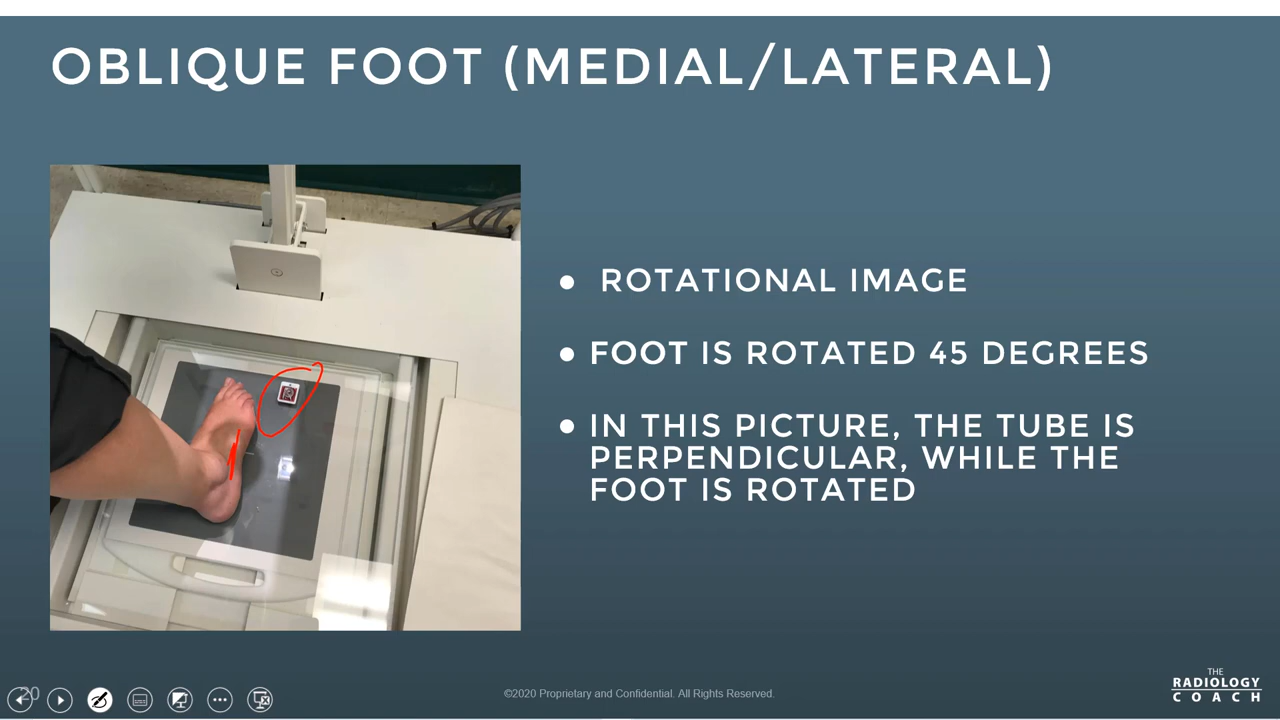 OBLIQUE FOOT (MEDIAL/LATERAL)
● ROTATIONAL IMAGE
● FOOT IS ROTATED 45 DEGREES
● IN THIS PICTURE, THE TUBE IS
PERPENDICULAR, WHILE THE
FOOT IS ROTATED
R
20
©2020 Proprietary and Confidential. All Rights Reserved.
THE
RADIOLOGY
COACH